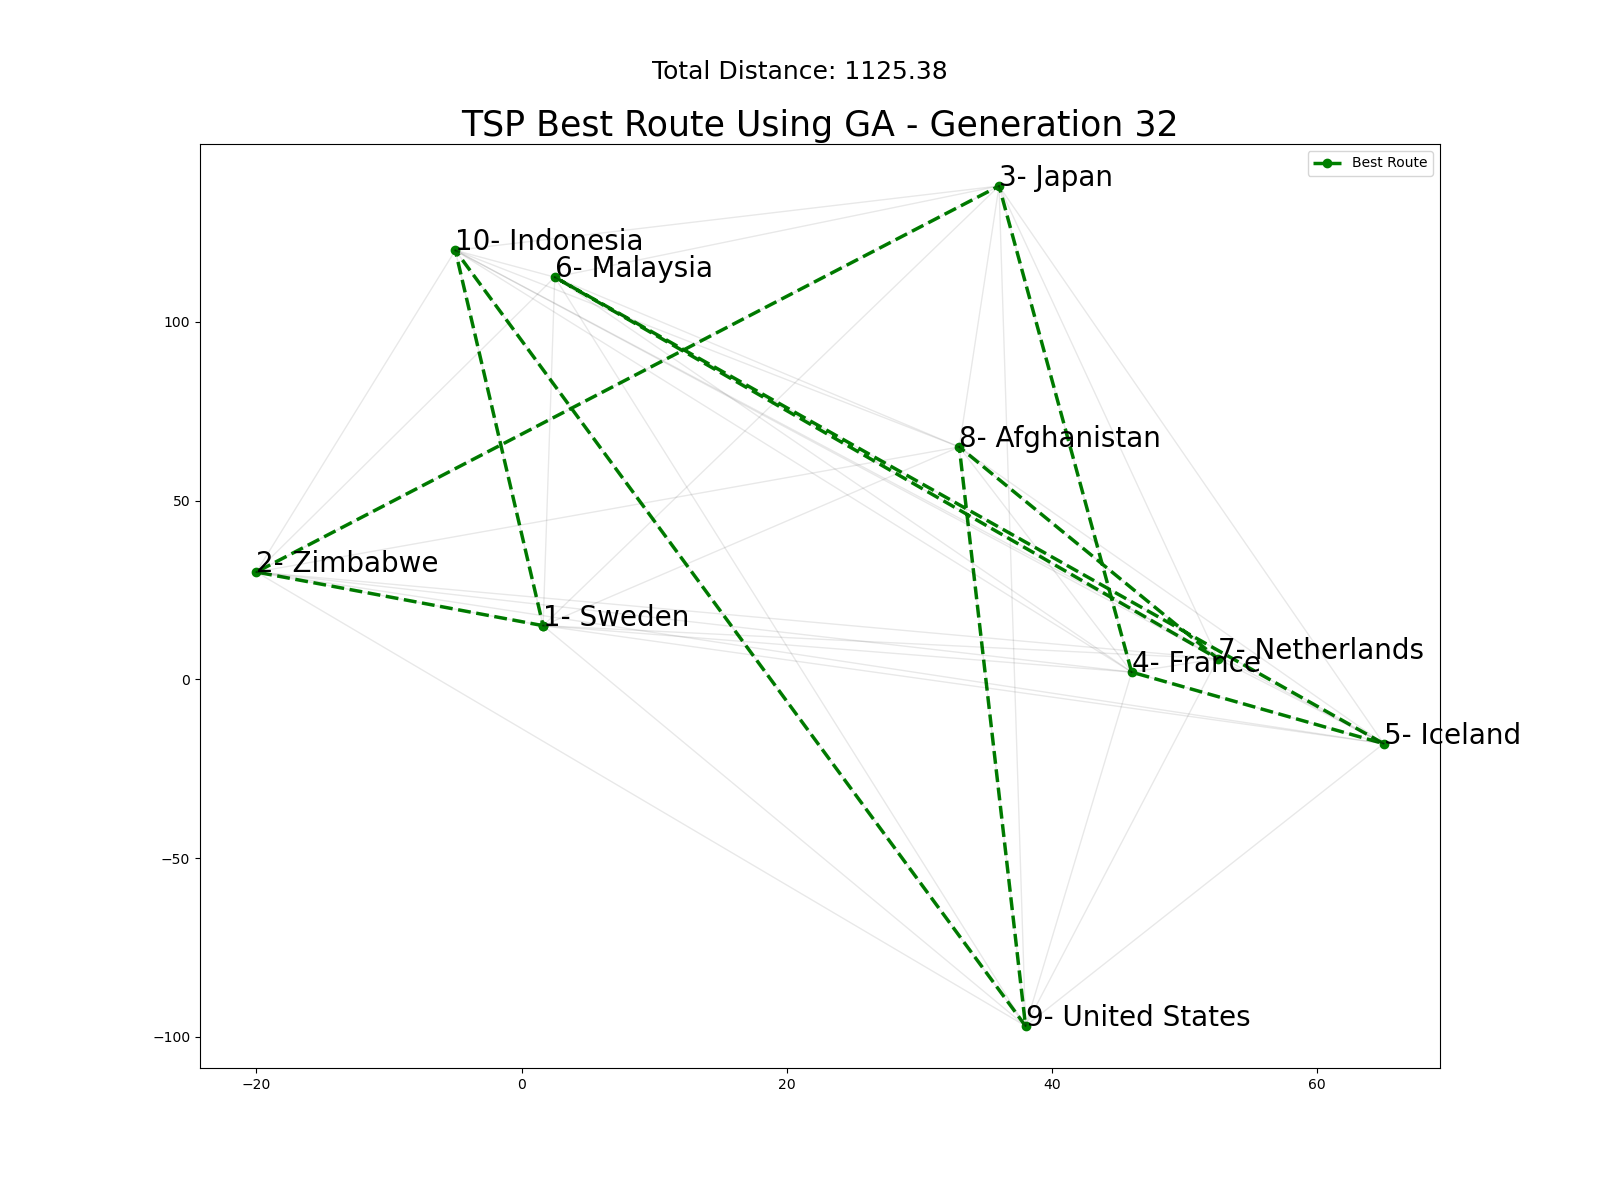 Total Distance: 1125.38
TSP Best Route Using GA - Generation 32
Best Route
3- Japan
10- Indonesia
6- Malaysia
8- Afghanistan
2- Zimbabwe
1- Sweden
7- Netherlands
4- France
5- Iceland
9- United States
100
50
0
−50
−100
−20
0
20
40
60